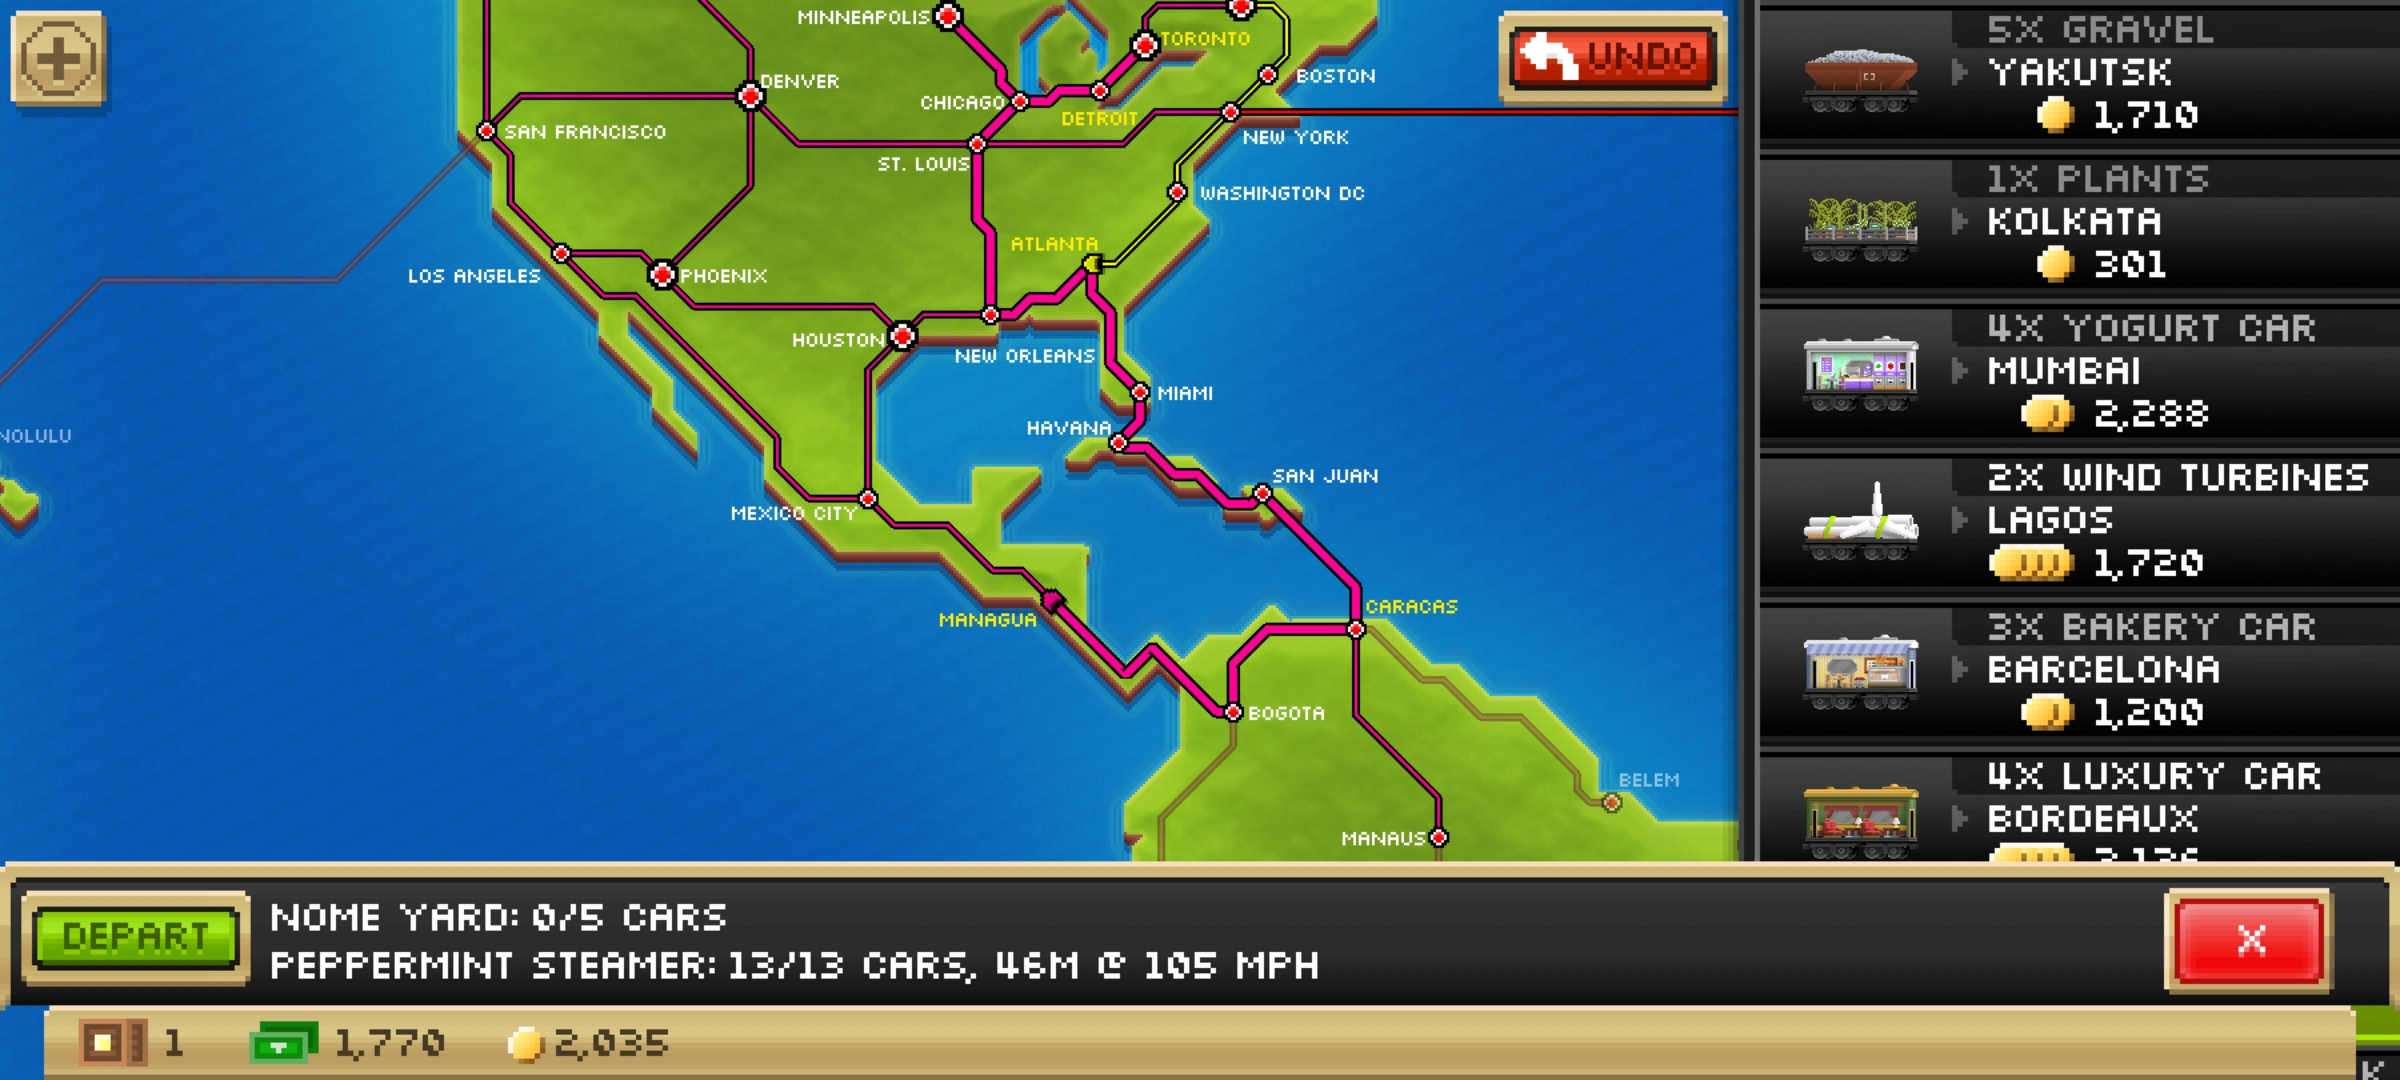 MINNEAPOLIS
TORONTO
UNDO
DENVER
BOSTON
CHICAGO
DETROIT
SAN FRANCISCO
NEW YORK
ST. LOUIS
WASHINGTON DC
ATLANTA
LOS ANGELES
PHOENIX
HOUSTON
NEW ORLEANS
MIAMI
HAVANA
NOLULU
SAN JUAN
MEXICO CITY
CARACAS
MANAGUA
BOGOTA
BELEM
MANAUS
5X GRAVEL
YAKUTSK
1,710
1X PLANTS
KOLKATA
301
4X YOGURT CAR
MUMBAI
2,288
2X WIND TURBINES
LAGOS
1,720
3X BAKERY CAR
BARCELONA
1,200
4X LUXURY CAR
BORDEAUX
DEPART
NOME YARD: 0/5 CARS
PEPPERMINT STEAMER: 13/13 CARS, 46M @ 105 MPH
X
1
1,770
2,035